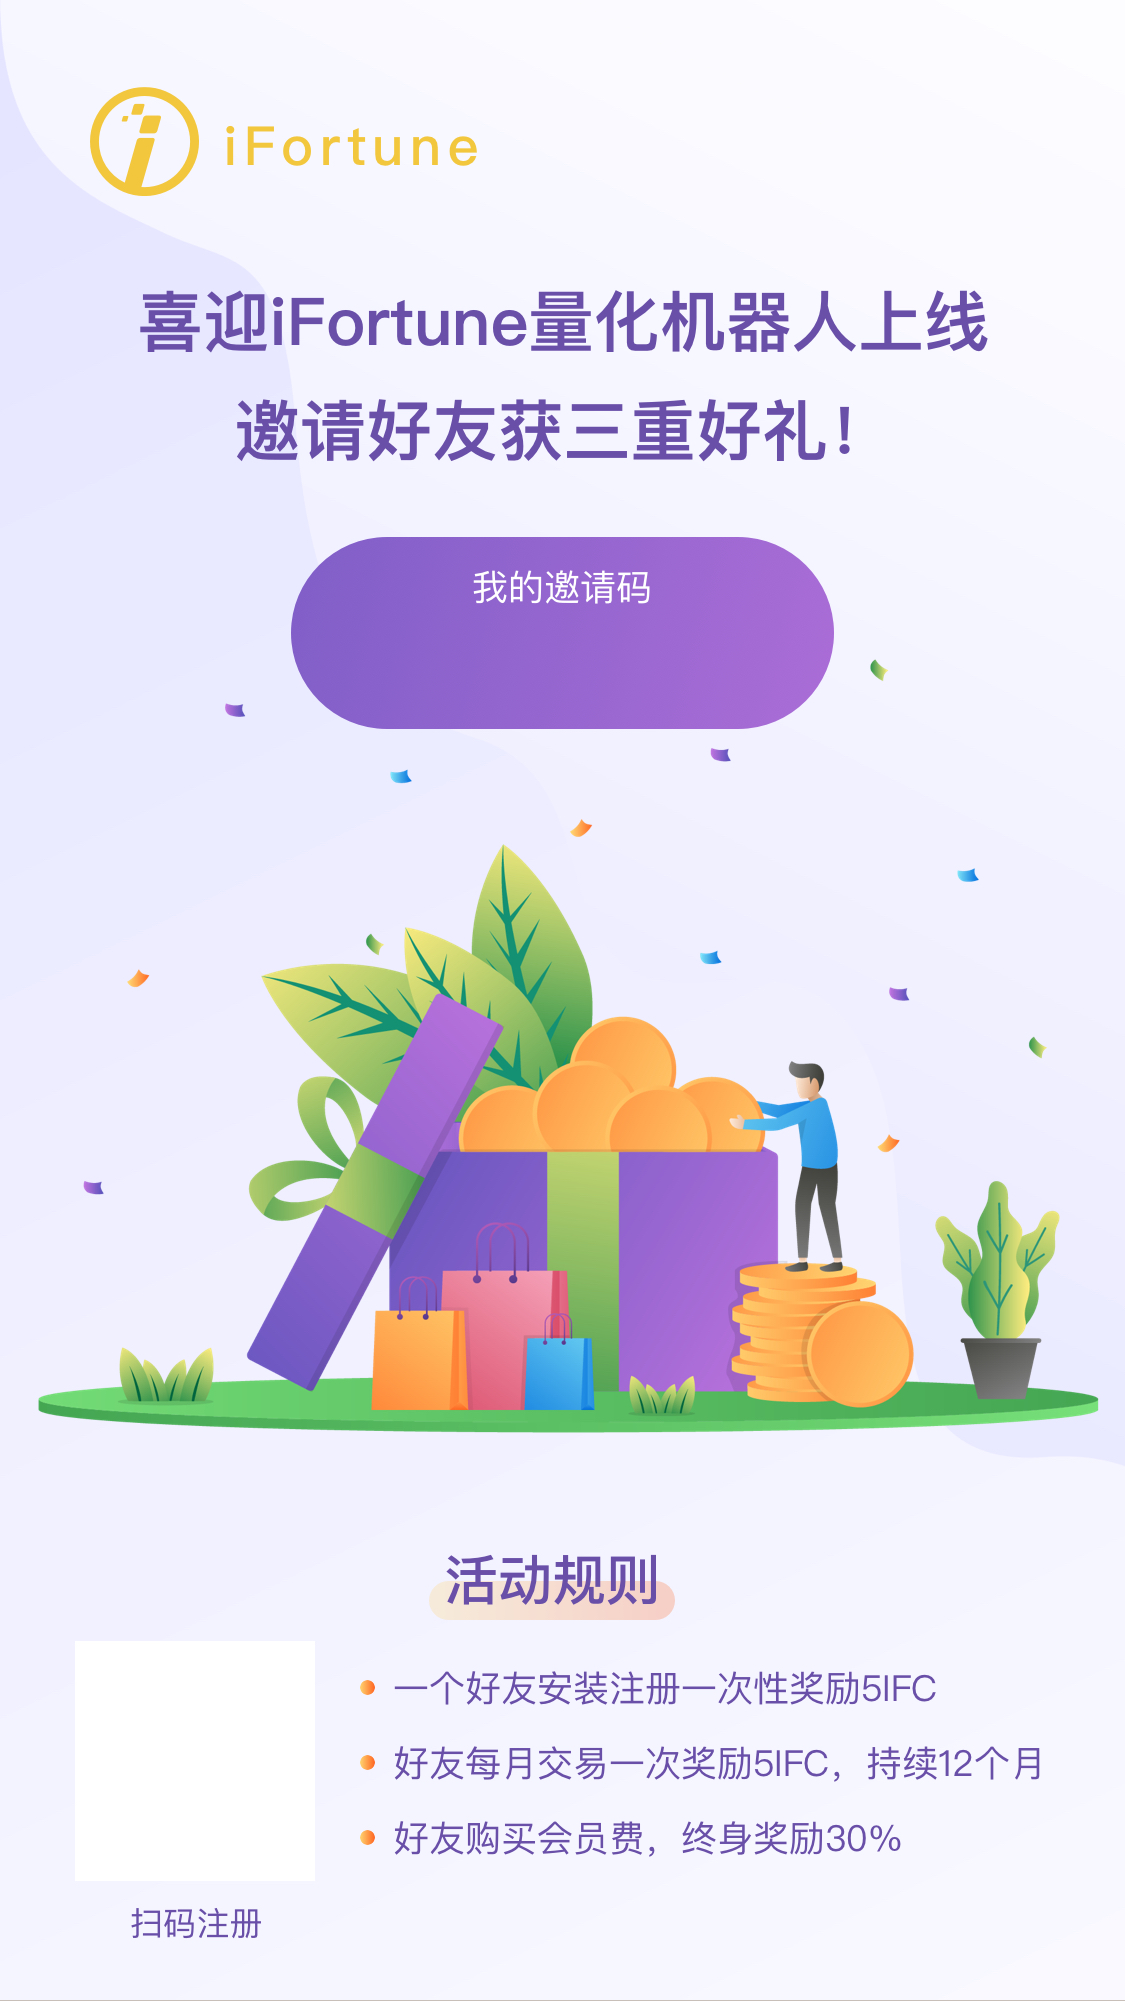 iFortune
喜迎iFortune量化机器人上线
邀请好友获三重好礼！
我的邀请码
活动规则
一个好友安装注册一次性奖励5IFC
好友每月交易一次奖励5IFC，持续12个月
好友购买会员费，终身奖励30%
扫码注册